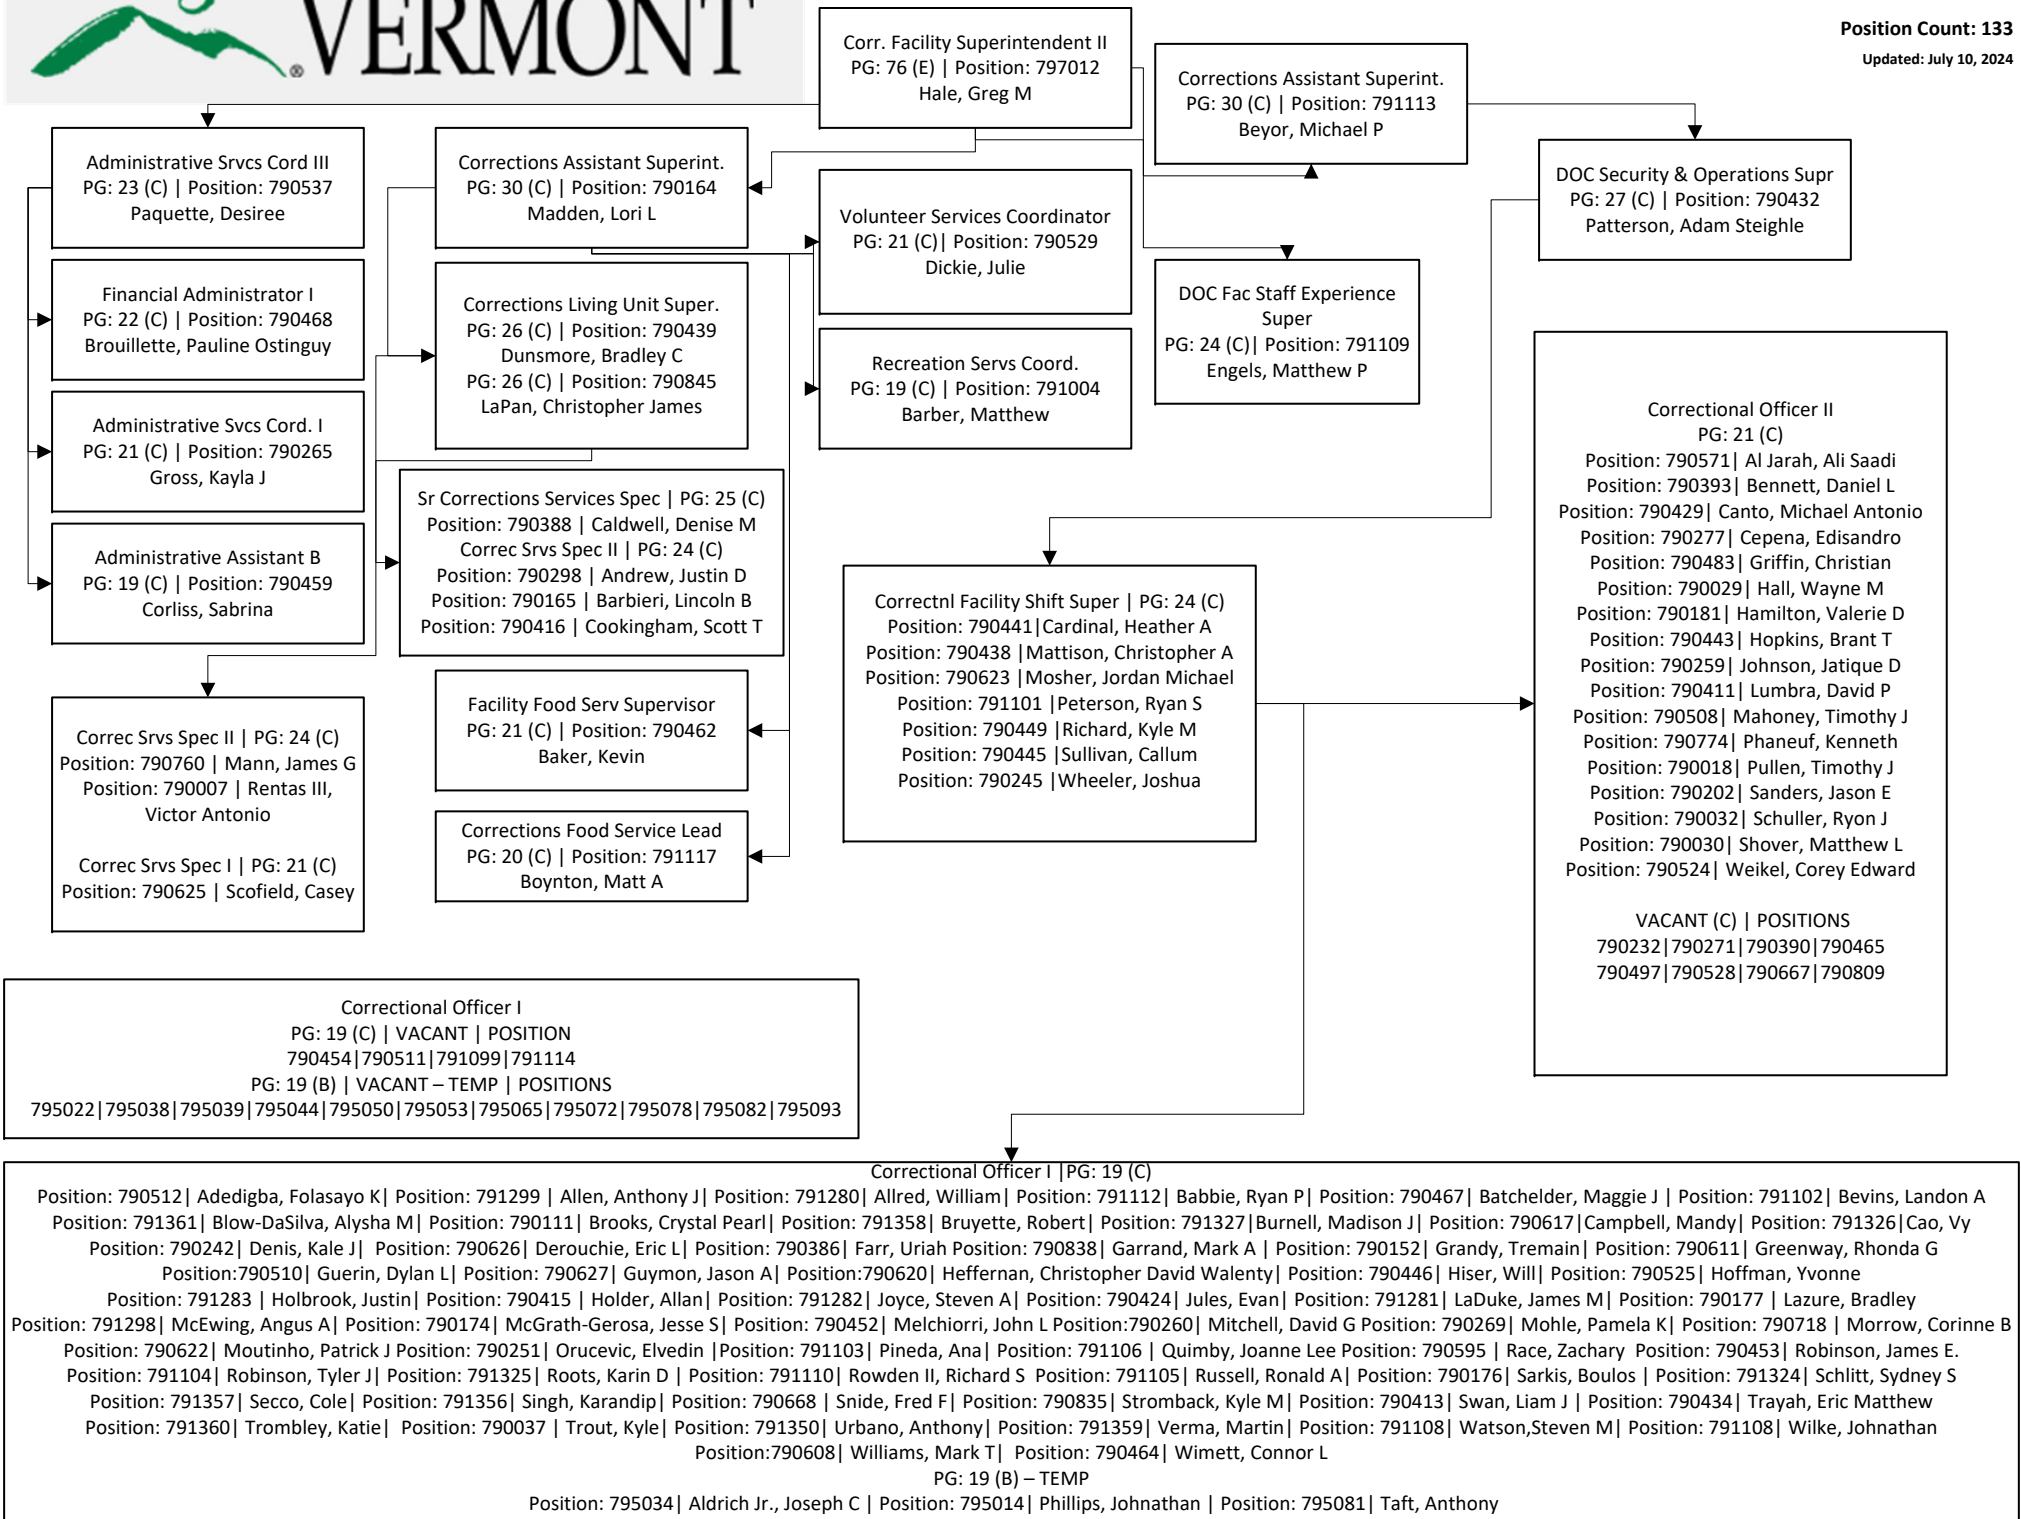 VERMONT
®
Position Count: 133
Updated: July 10, 2024
Corr. Facility Superintendent II
PG: 76 (E) | Position: 797012
Hale, Greg M
Corrections Assistant Superint.
PG: 30 (C) | Position: 791113
Beyor, Michael P
Administrative Srvcs Cord III
PG: 23 (C) | Position: 790537
Paquette, Desiree
Corrections Assistant Superint.
PG: 30 (C) | Position: 790164
Madden, Lori L
DOC Security & Operations Supr
PG: 27 (C) | Position: 790432
Patterson, Adam Steighle
Volunteer Services Coordinator
PG: 21 (C)| Position: 790529
Dickie, Julie
Financial Administrator I
PG: 22 (C) | Position: 790468
Brouillette, Pauline Ostinguy
Corrections Living Unit Super.
PG: 26 (C) | Position: 790439
Dunsmore, Bradley C
PG: 26 (C) | Position: 790845
LaPan, Christopher James
DOC Fac Staff Experience
Super
PG: 24 (C)| Position: 791109
Engels, Matthew P
Recreation Servs Coord.
PG: 19 (C) | Position: 791004
Barber, Matthew
Administrative Svcs Cord. I
PG: 21 (C) | Position: 790265
Gross, Kayla J
Sr Corrections Services Spec | PG: 25 (C)
Position: 790388 | Caldwell, Denise M
Correc Srvs Spec II | PG: 24 (C)
Position: 790298 | Andrew, Justin D
Position: 790165 | Barbieri, Lincoln B
Position: 790416 | Cookingham, Scott T
Administrative Assistant B
PG: 19 (C) | Position: 790459
Corliss, Sabrina
Correctional Officer II
PG: 21 (C)
Position: 790571| Al Jarah, Ali Saadi
Position: 790393| Bennett, Daniel L
Position: 790429| Canto, Michael Antonio
Position: 790277| Cepena, Edisandro
Position: 790483| Griffin, Christian
Position: 790029| Hall, Wayne M
Position: 790181| Hamilton, Valerie D
Position: 790443| Hopkins, Brant T
Position: 790259| Johnson, Jatique D
Position: 790411| Lumbra, David P
Position: 790508| Mahoney, Timothy J
Position: 790774| Phaneuf, Kenneth
Position: 790018| Pullen, Timothy J
Position: 790202| Sanders, Jason E
Position: 790032| Schuller, Ryon J
Position: 790030| Shover, Matthew L
Position: 790524| Weikel, Corey Edward
VACANT (C) | POSITIONS
790232|790271|790390|790465
790497|790528|790667|790809
Correctnl Facility Shift Super | PG: 24 (C)
Position: 790441|Cardinal, Heather A
Position: 790438 |Mattison, Christopher A
Position: 790623 |Mosher, Jordan Michael
Position: 791101 |Peterson, Ryan S
Position: 790449 |Richard, Kyle M
Position: 790445 |Sullivan, Callum
Position: 790245 |Wheeler, Joshua
Facility Food Serv Supervisor
PG: 21 (C) | Position: 790462
Baker, Kevin
Correc Srvs Spec II | PG: 24 (C)
Position: 790760 | Mann, James G
Position: 790007 | Rentas III,
Victor Antonio
Correc Srvs Spec I | PG: 21 (C)
Position: 790625 | Scofield, Casey
Corrections Food Service Lead
PG: 20 (C) | Position: 791117
Boynton, Matt A
Correctional Officer I
PG: 19 (C) | VACANT | POSITION
790454|790511|791099|791114
PG: 19 (B) | VACANT – TEMP | POSITIONS
795022|795038|795039|795044|795050|795053|795065|795072|795078|795082|795093
Correctional Officer I |PG: 19 (C)
Position: 790512| Adedigba, Folasayo K| Position: 791299 | Allen, Anthony J| Position: 791280| Allred, William| Position: 791112| Babbie, Ryan P| Position: 790467| Batchelder, Maggie J | Position: 791102| Bevins, Landon A
Position: 791361| Blow-DaSilva, Alysha M| Position: 790111| Brooks, Crystal Pearl| Position: 791358| Bruyette, Robert| Position: 791327|Burnell, Madison J| Position: 790617|Campbell, Mandy| Position: 791326|Cao, Vy
Position: 790242| Denis, Kale J| Position: 790626| Derouchie, Eric L| Position: 790386| Farr, Uriah Position: 790838| Garrand, Mark A | Position: 790152| Grandy, Tremain| Position: 790611| Greenway, Rhonda G
Position:790510| Guerin, Dylan L| Position: 790627| Guymon, Jason A| Position:790620| Heffernan, Christopher David Walenty| Position: 790446| Hiser, Will| Position: 790525| Hoffman, Yvonne
Position: 791283 | Holbrook, Justin| Position: 790415 | Holder, Allan| Position: 791282| Joyce, Steven A| Position: 790424| Jules, Evan| Position: 791281| LaDuke, James M| Position: 790177 | Lazure, Bradley
Position: 791298| McEwing, Angus A| Position: 790174| McGrath-Gerosa, Jesse S| Position: 790452| Melchiorri, John L Position:790260| Mitchell, David G Position: 790269| Mohle, Pamela K| Position: 790718 | Morrow, Corinne B
Position: 790622| Moutinho, Patrick J Position: 790251| Orucevic, Elvedin |Position: 791103| Pineda, Ana| Position: 791106 | Quimby, Joanne Lee Position: 790595 | Race, Zachary Position: 790453| Robinson, James E.
Position: 791104| Robinson, Tyler J| Position: 791325| Roots, Karin D | Position: 791110| Rowden II, Richard S Position: 791105| Russell, Ronald A| Position: 790176| Sarkis, Boulos | Position: 791324| Schlitt, Sydney S
Position: 791357| Secco, Cole| Position: 791356| Singh, Karandip| Position: 790668 | Snide, Fred F| Position: 790835| Stromback, Kyle M| Position: 790413| Swan, Liam J | Position: 790434| Trayah, Eric Matthew
Position: 791360| Trombley, Katie| Position: 790037 | Trout, Kyle| Position: 791350| Urbano, Anthony| Position: 791359| Verma, Martin| Position: 791108| Watson,Steven M| Position: 791108| Wilke, Johnathan
Position:790608| Williams, Mark T| Position: 790464| Wimett, Connor L
PG: 19 (B) – TEMP
Position: 795034| Aldrich Jr., Joseph C | Position: 795014| Phillips, Johnathan | Position: 795081| Taft, Anthony